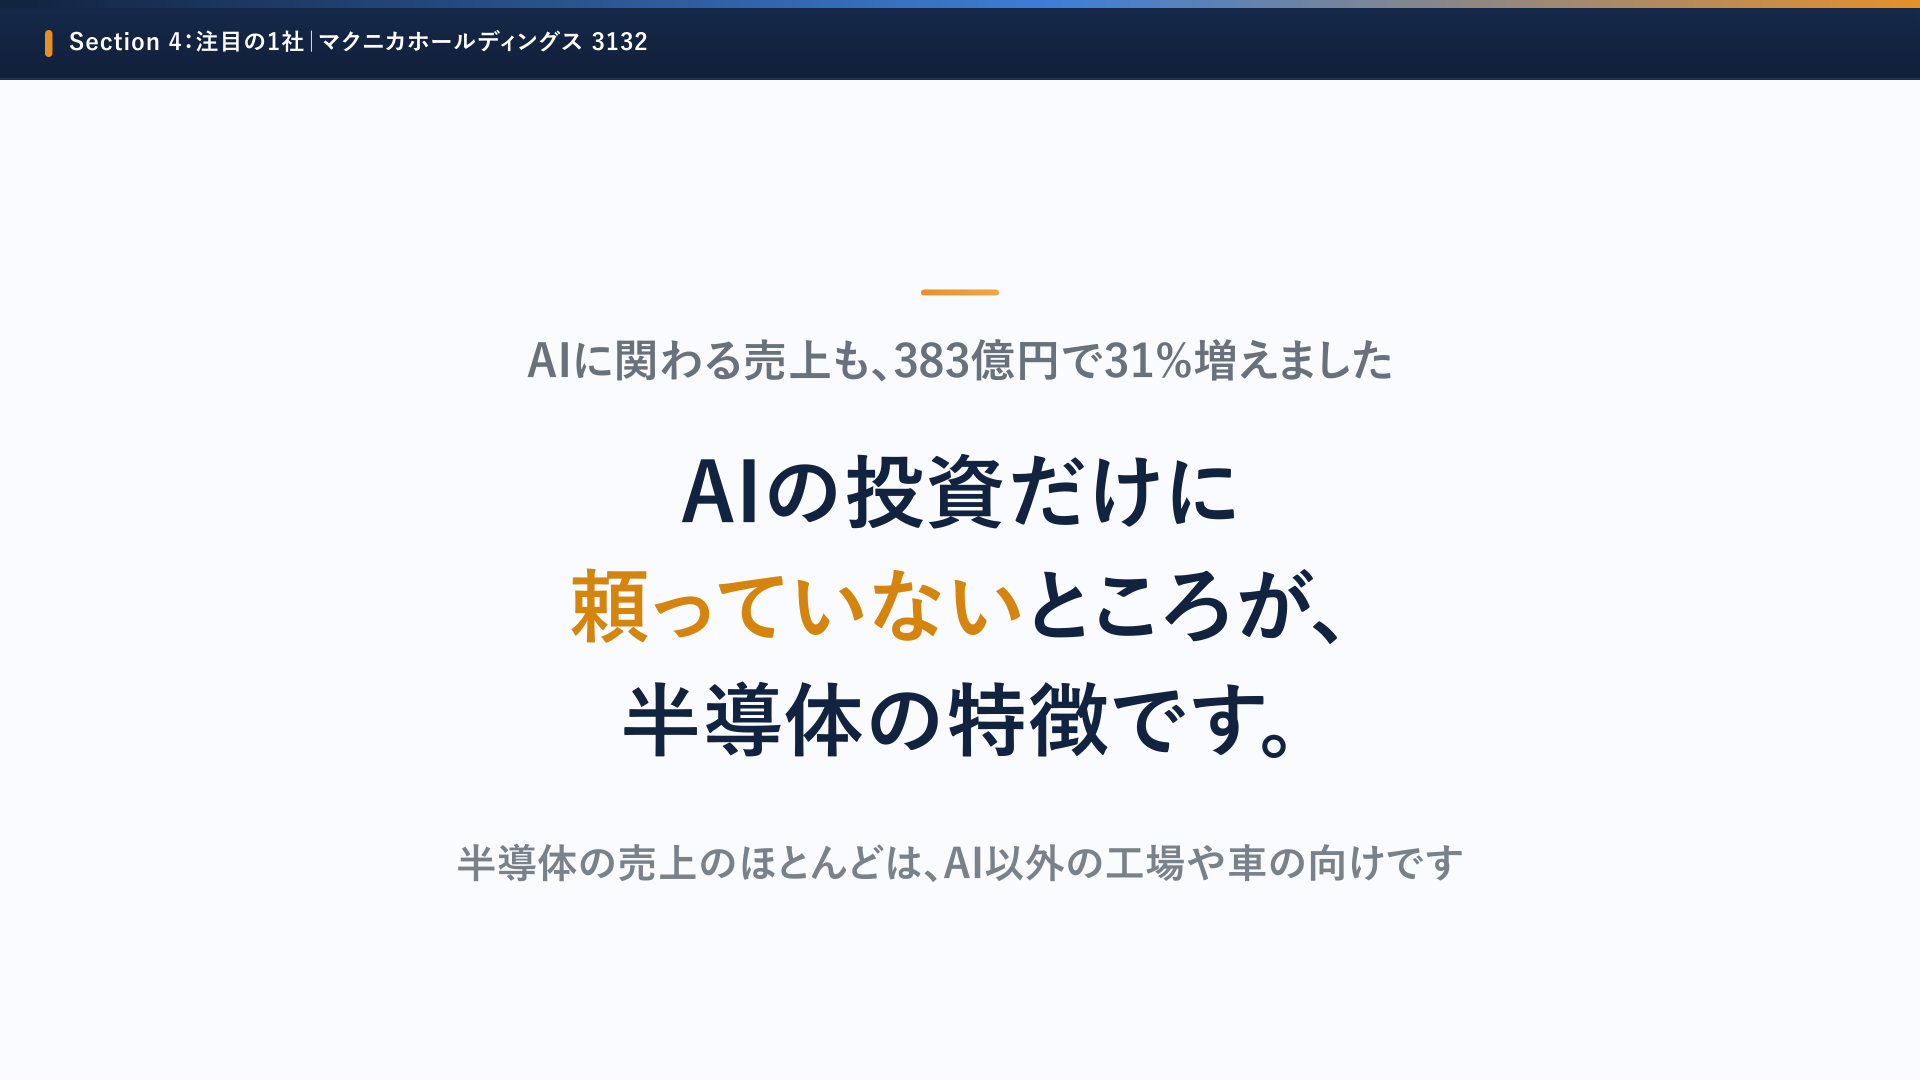 Section 4：注目の1社｜マクニカホールディングス 3132
AIに関わる売上も、383億円で31%増えました
AIの投資だけに
頼っていないところが、
半導体の特徴です。
半導体の売上のほとんどは、AI以外の工場や車の向けです